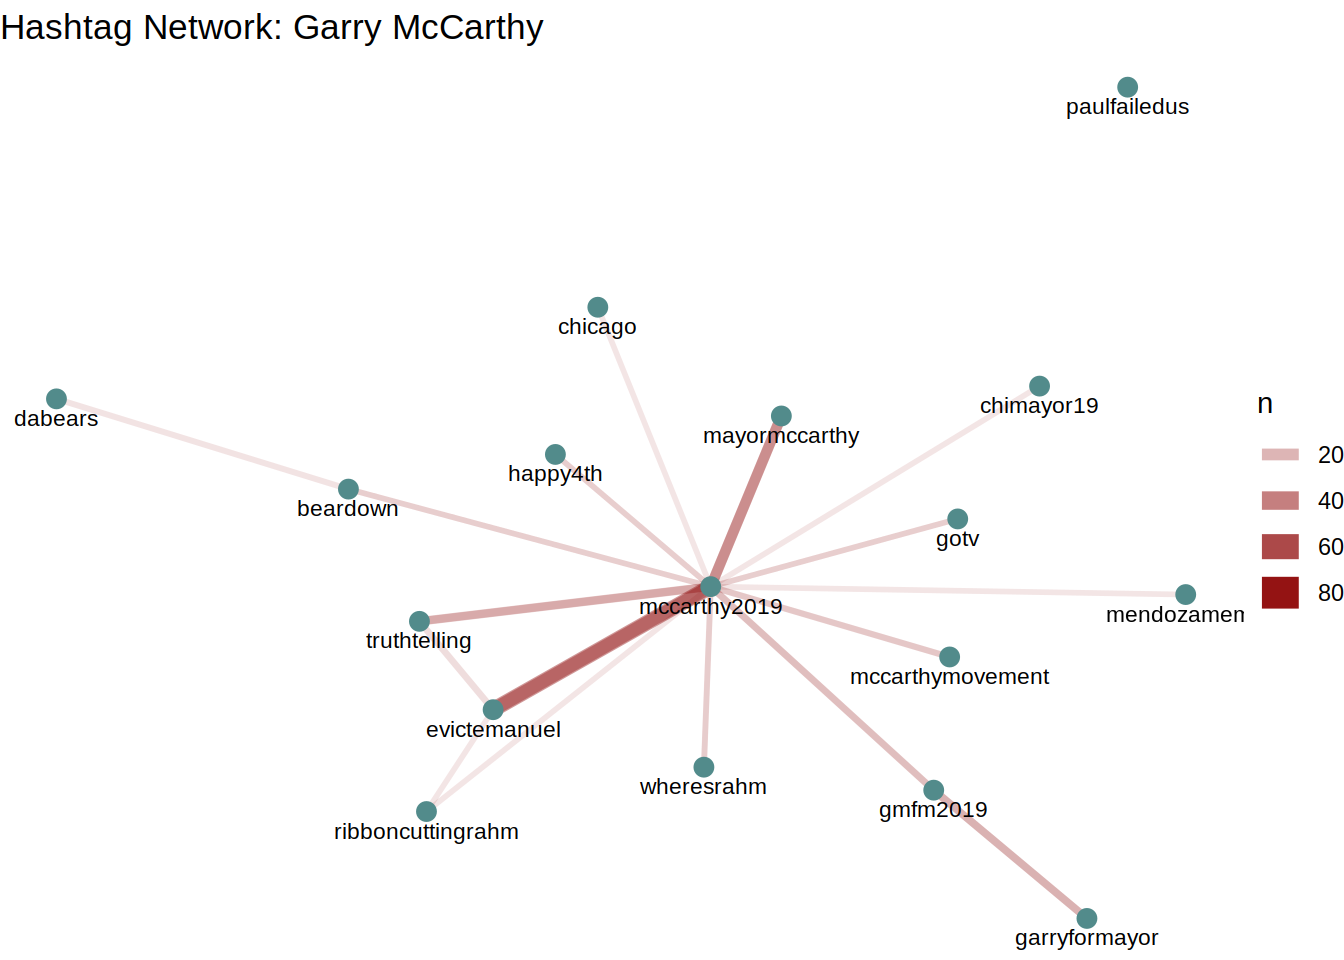 Hashtag Network: Garry McCarthy
paulfailedus
chicago
chimayor19
dabears
mayormccarthy
happy4th
beardown
gotv
mccarthy2019
mendozamen
truthtelling
mccarthymovement
evictemanuel
wheresrahm
gmfm2019
ribboncuttingrahm
garryformayor
n
20
40
60
80